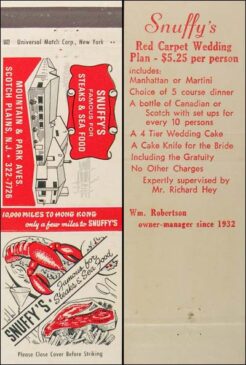 Universal Match Corp., New York
SNUFFY'S
FAMOUS FOR
STEAKS & SEA FOOD
MOUNTAIN & PARK AVES.
SCOTCH PLAINS, N.J. • 322-7726
10,000 MILES TO HONG KONG
only a few miles to SNUFFY'S
SNUFFY'S •
Famous for
Steaks & Sea Food
Please Close Cover Before Striking
Snuffy's
Red Carpet Wedding
Plan - $5.25 per person
includes:
Manhattan or Martini
Choice of 5 course dinner
A bottle of Canadian or
Scotch with set ups for
every 10 persons
A 4 Tier Wedding Cake
A Cake Knife for the Bride
Including the Gratuity
No Other Charges
Expertly supervised by
Mr. Richard Hey
Wm. Robertson
owner-manager since 1932